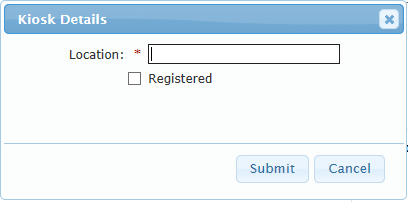 Kiosk Details
Location: *
Registered
Submit Cancel